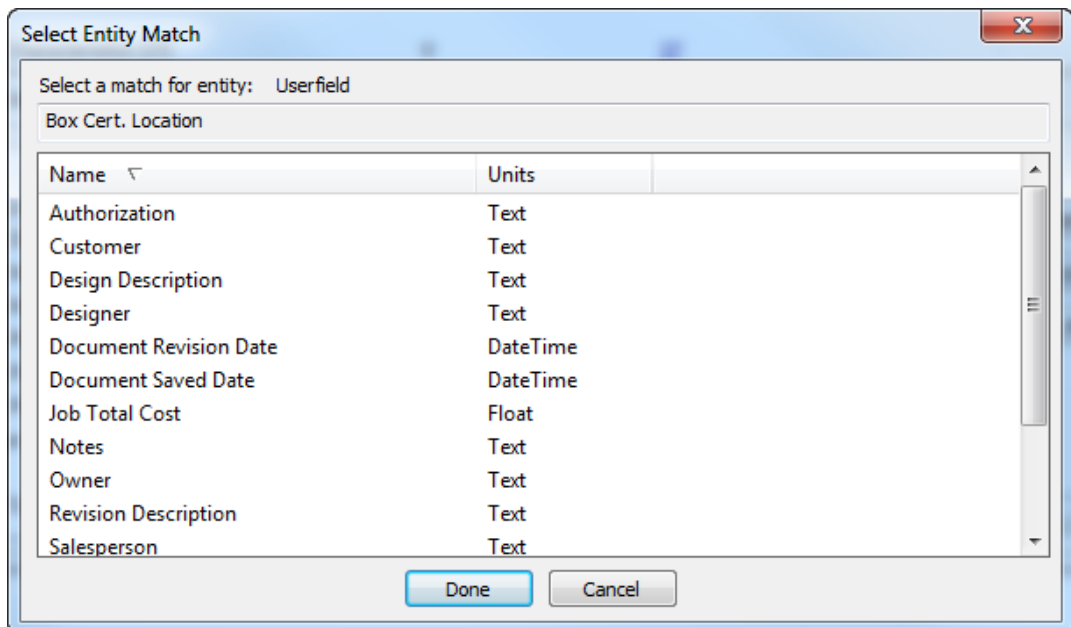 Select Entity Match
Select a match for entity: Userfield
Box Cert. Location
Name Units
Authorization Text
Customer Text
Design Description Text
Designer Text
Document Revision Date DateTime
Document Saved Date DateTime
Job Total Cost Float
Notes Text
Owner Text
Revision Description Text
Salesperson Text
Done Cancel